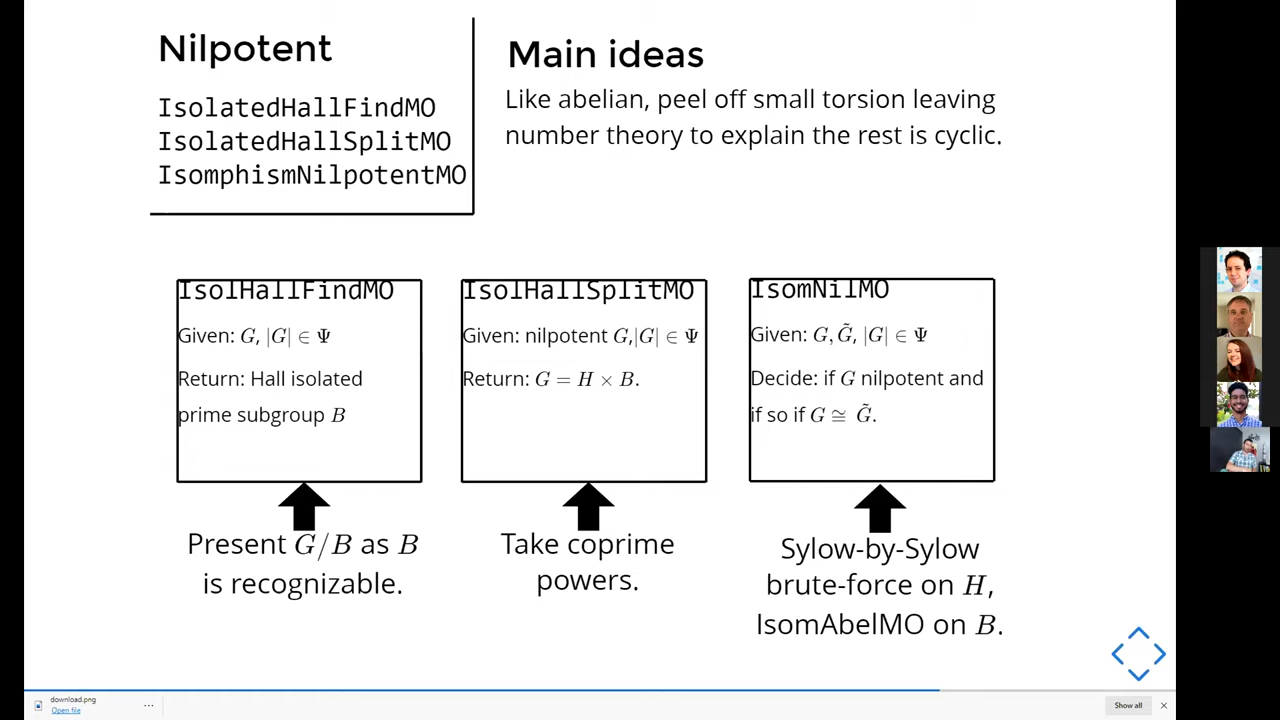 Nilpotent
IsolatedHallFindMO
IsolatedHallSplitMO
IsomphismNilpotentMO
Main ideas
Like abelian, peel off small torsion leaving
number theory to explain the rest is cyclic.
IsolHallFindMO
Given: G, |G| ∈ Ψ
Return: Hall isolated
prime subgroup B
Present G/B as B
is recognizable.
IsolHallSplitMO
Given: nilpotent G,|G| ∈ Ψ
Return: G = H × B.
Take coprime
powers.
IsomNilMO
Given: G, G̃, |G| ∈ Ψ
Decide: if G nilpotent and
if so if G ≅ G̃.
Sylow-by-Sylow
brute-force on H,
IsomAbelMO on B.
download.png
Open file
...
Show all